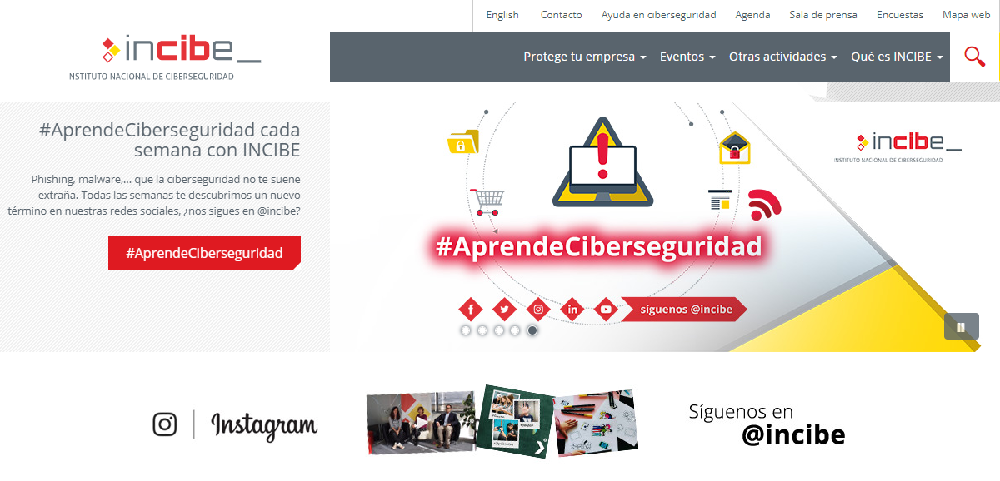 English
Contacto
Ayuda en ciberseguridad
Agenda
Sala de prensa
Encuestas
Mapa web
incibe_
INSTITUTO NACIONAL DE CIBERSEGURIDAD
Protege tu empresa
Eventos
Otras actividades
Qué es INCIBE
#AprendeCiberseguridad cada
semana con INCIBE
Phishing, malware,... que la ciberseguridad no te suene
extraña. Todas las semanas te descubrimos un nuevo
término en nuestras redes sociales, ¿nos sigues en @incibe?
#AprendeCiberseguridad
incibe_
INSTITUTO NACIONAL DE CIBERSEGURIDAD
#AprendeCiberseguridad
síguenos @incibe
Instagram
Síguenos en
@incibe